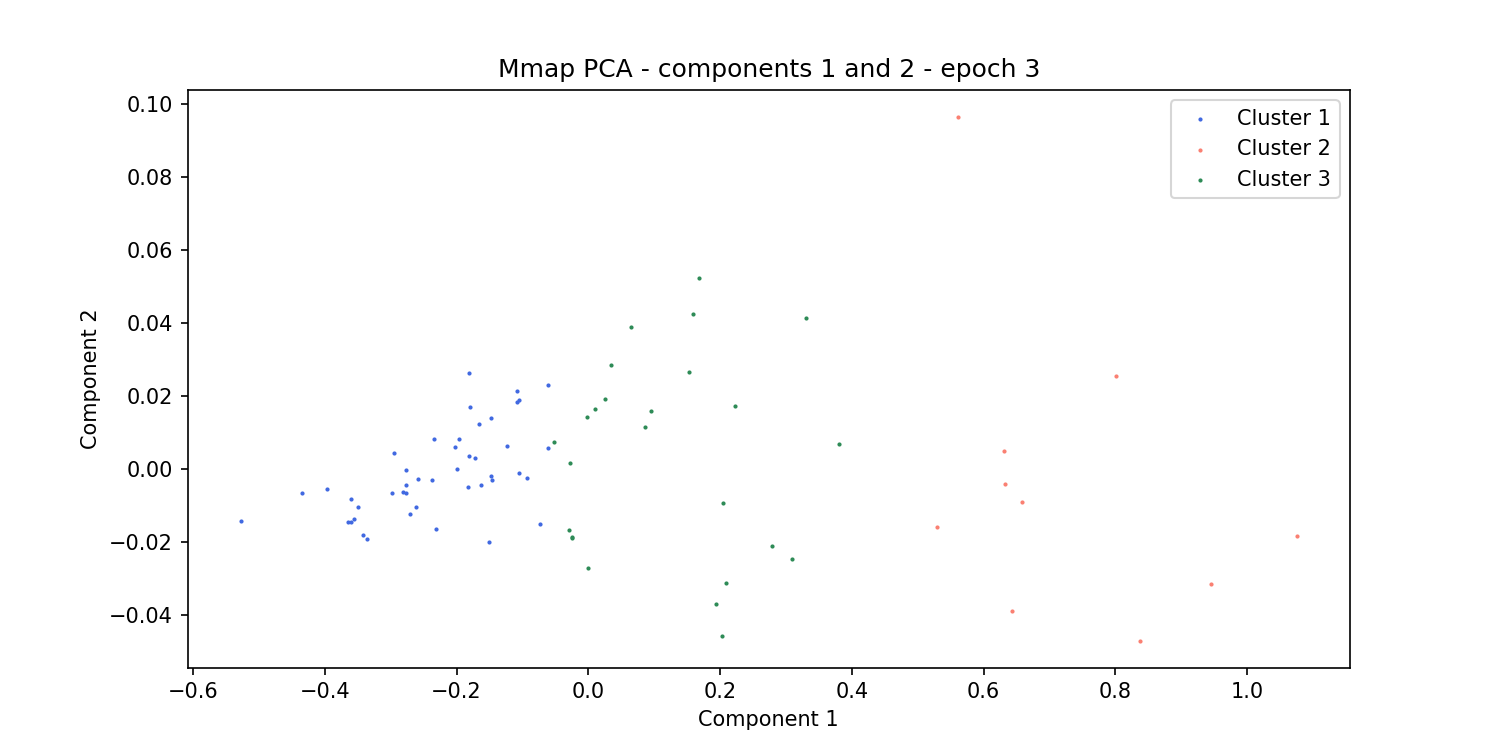 Mmap PCA - components 1 and 2 - epoch 3
Cluster 1
Cluster 2
Cluster 3
0.10
0.08
0.06
0.04
0.02
0.00
−0.02
−0.04
Component 2
−0.6
−0.4
−0.2
0.0
0.2
0.4
0.6
0.8
1.0
Component 1